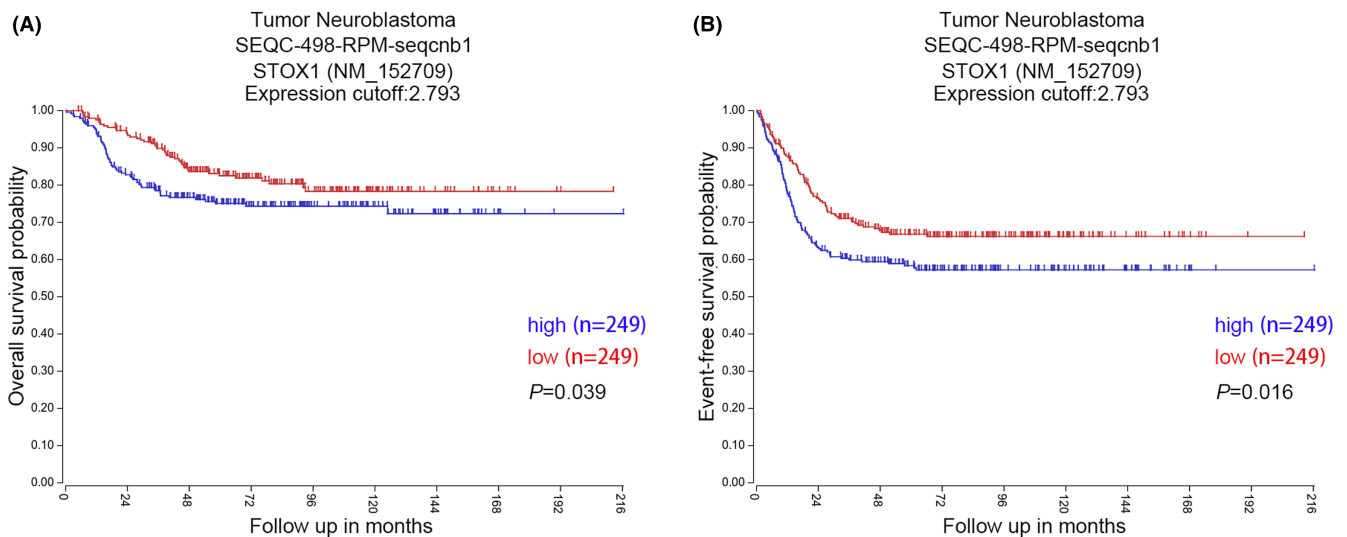 (A)
Tumor Neuroblastoma
SEQC-498-RPM-seqcnb1
STOX1 (NM_152709)
Expression cutoff:2.793
Overall survival probability
1.00
0.90
0.80
0.70
0.60
0.50
0.40
0.30
0.20
0.10
0.00
high (n=249)
low (n=249)
P=0.039
0
24
48
72
96
120
144
168
192
216
Follow up in months
(B)
Tumor Neuroblastoma
SEQC-498-RPM-seqcnb1
STOX1 (NM_152709)
Expression cutoff:2.793
Event-free survival probability
1.00
0.90
0.80
0.70
0.60
0.50
0.40
0.30
0.20
0.10
0.00
high (n=249)
low (n=249)
P=0.016
0
24
48
72
96
120
144
168
192
216
Follow up in months